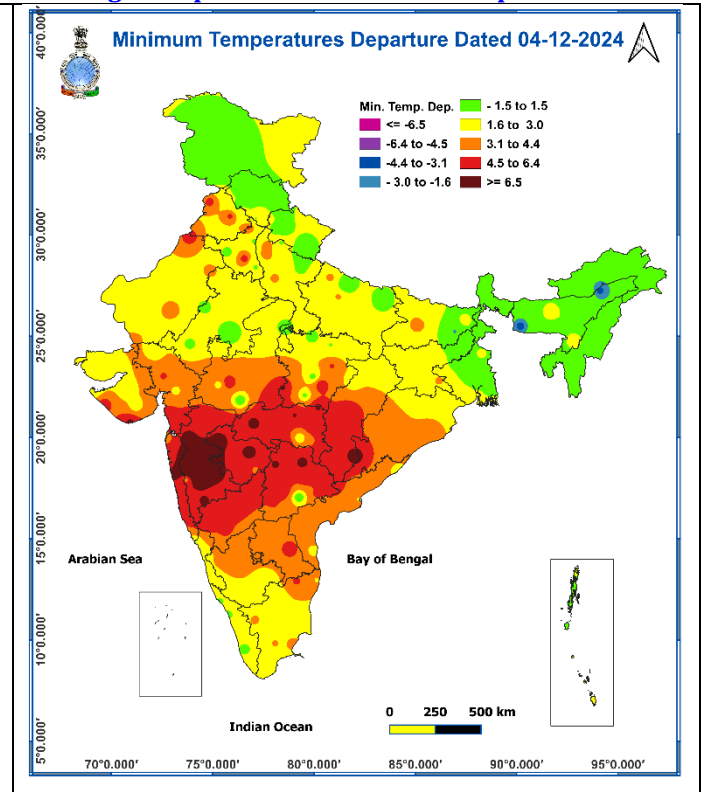 Minimum Temperatures Departure Dated 04-12-2024
Min. Temp. Dep.
<= -6.5
-6.4 to -4.5
-4.4 to -3.1
- 3.0 to -1.6
- 1.5 to 1.5
1.6 to 3.0
3.1 to 4.4
4.5 to 6.4
>= 6.5
40°0.000'
35°0.000'
30°0.000'
25°0.000'
20°0.000'
15°0.000'
10°0.000'
5°0.000'
Arabian Sea
Bay of Bengal
Indian Ocean
0 250 500 km
70°0.000' 75°0.000' 80°0.000' 85°0.000' 90°0.000' 95°0.000'